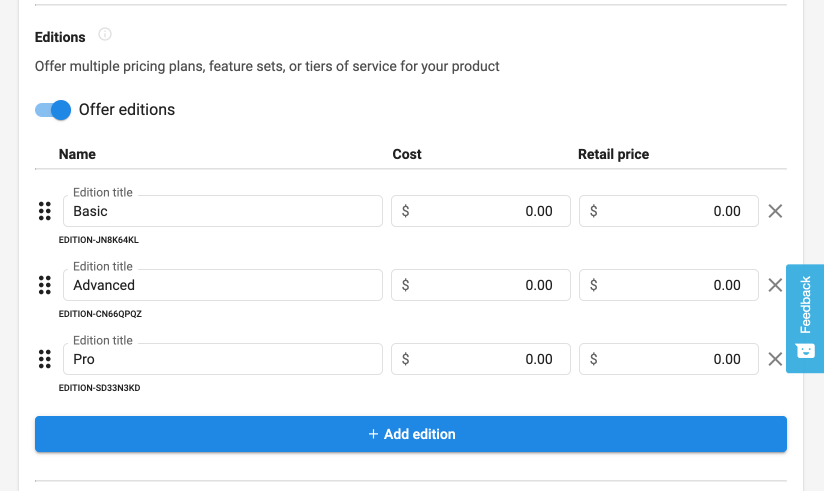 Editions
Offer multiple pricing plans, feature sets, or tiers of service for your product
Offer editions
Name Cost Retail price
Edition title
Basic $ 0.00 $ 0.00
EDITION-JN8K64KL
Edition title
Advanced $ 0.00 $ 0.00
EDITION-CN66QPQZ
Edition title
Pro $ 0.00 $ 0.00
EDITION-SD33N3KD
+ Add edition
Feedback